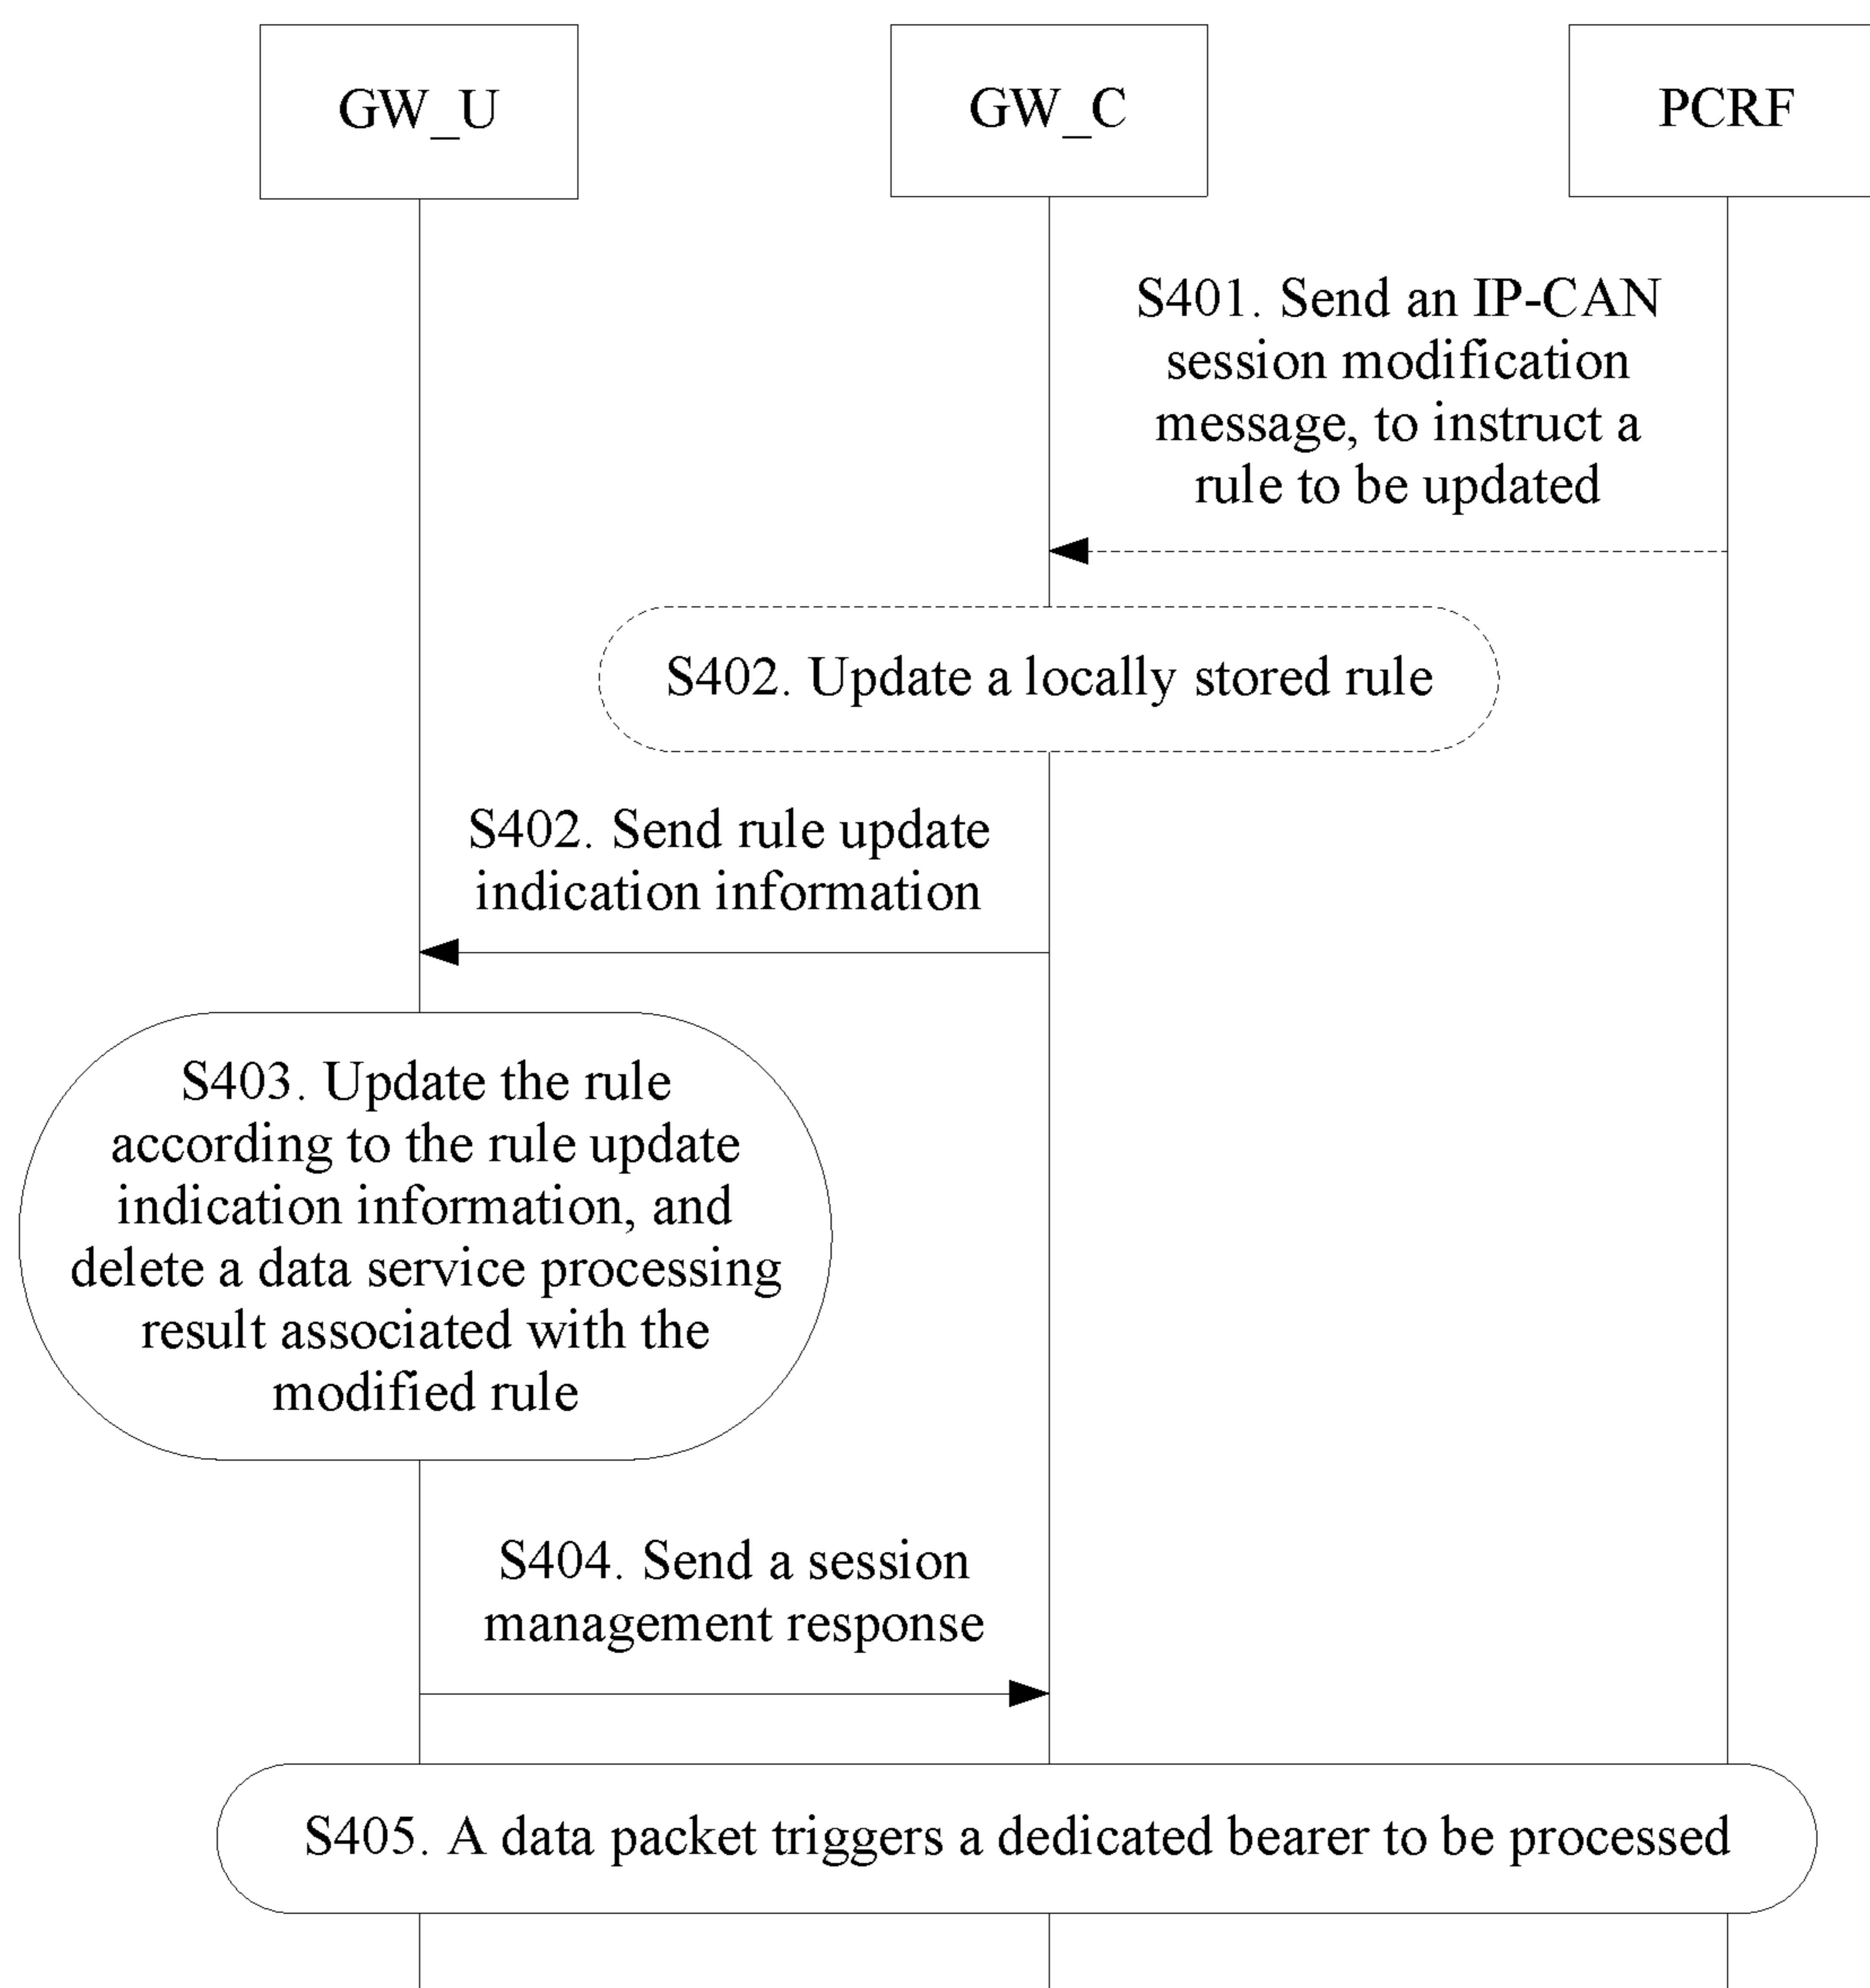 GW_U
GW_C
PCRF
S401. Send an IP-CAN
session modification
message, to instruct a
rule to be updated
S402. Update a locally stored rule
S402. Send rule update
indication information
S403. Update the rule
according to the rule update
indication information, and
delete a data service processing
result associated with the
modified rule
S404. Send a session
management response
S405. A data packet triggers a dedicated bearer to be processed